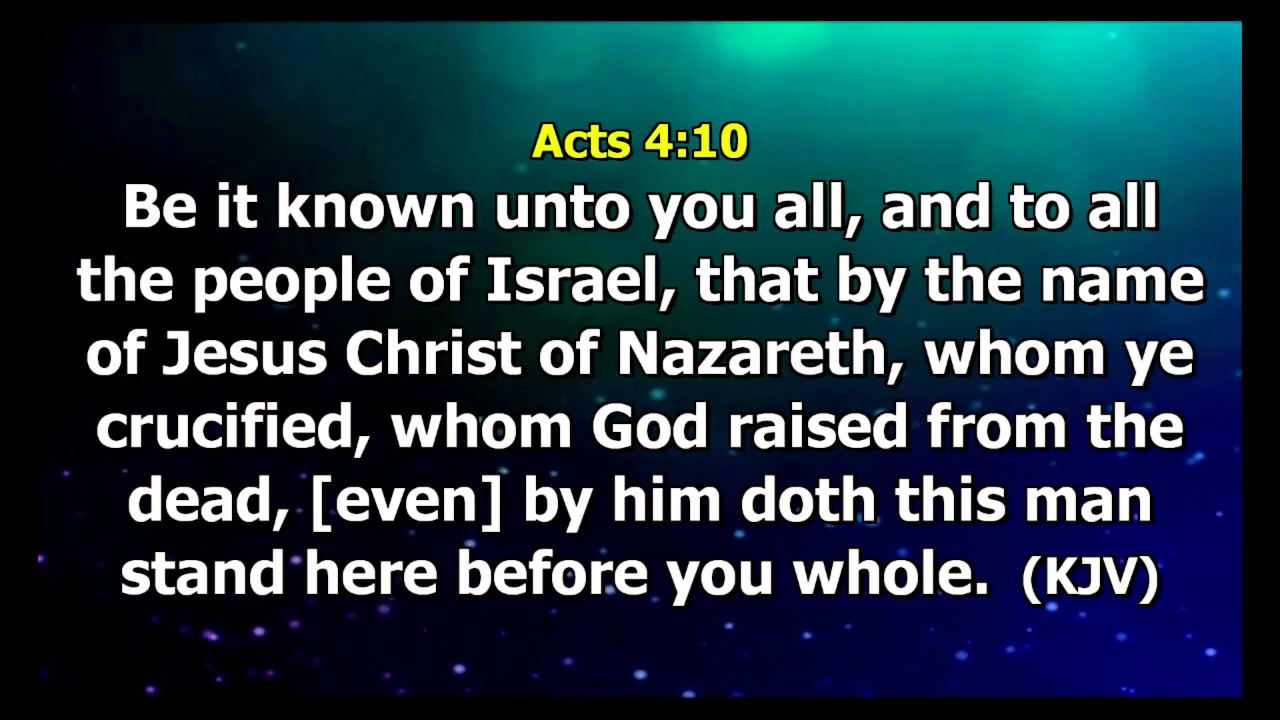 Acts 4:10
Be it known unto you all, and to all
the people of Israel, that by the name
of Jesus Christ of Nazareth, whom ye
crucified, whom God raised from the
dead, [even] by him doth this man
stand here before you whole. (KJV)